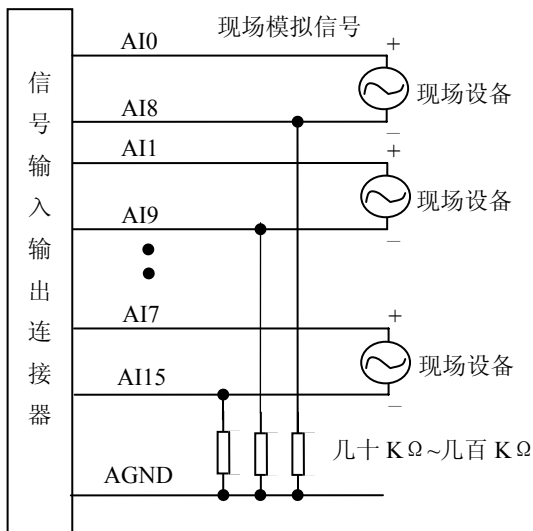 信号输入输出连接器
现场模拟信号
AI0
+
现场设备
AI8
−
AI1
+
现场设备
AI9
−
AI7
+
现场设备
AI15
−
几十 K Ω ~几百 K Ω
AGND